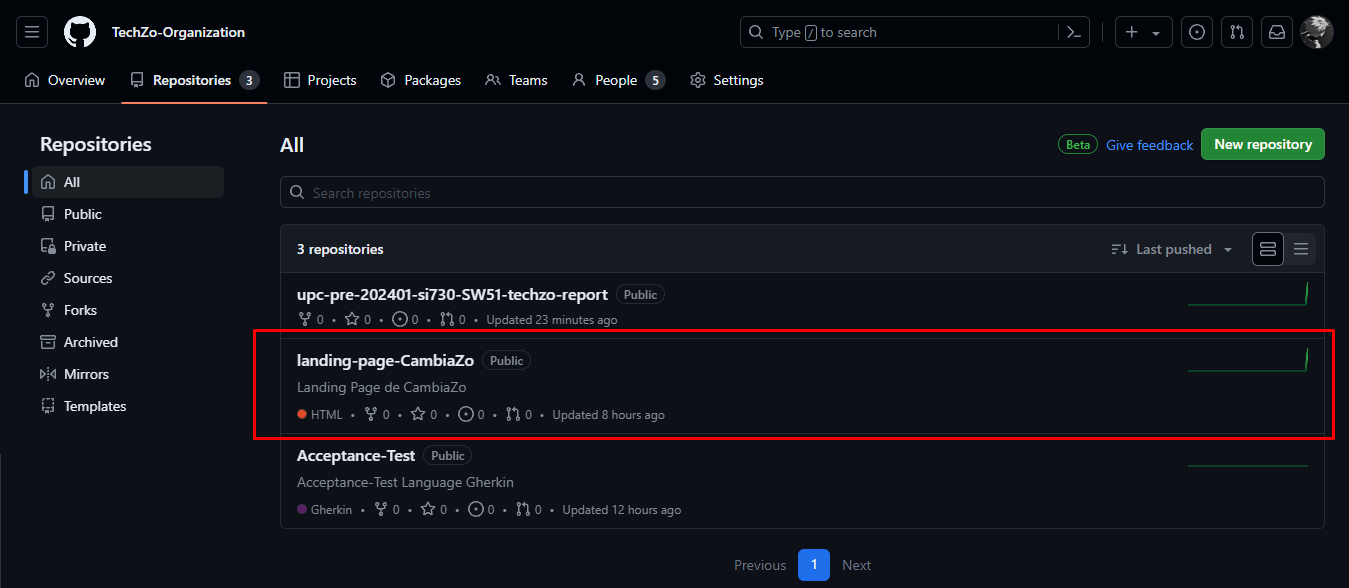 TechZo-Organization
Type / to search
Overview
Repositories 3
Projects
Packages
Teams
People 5
Settings
Repositories
All
Public
Private
Sources
Forks
Archived
Mirrors
Templates
All
Beta
Give feedback
New repository
Search repositories
3 repositories
Last pushed
upc-pre-202401-si730-SW51-techzo-report Public
0 • 0 • 0 • 0 • Updated 23 minutes ago
landing-page-CambiaZo Public
Landing Page de CambiaZo
HTML • 0 • 0 • 0 • 0 • Updated 8 hours ago
Acceptance-Test Public
Acceptance-Test Language Gherkin
Gherkin • 0 • 0 • 0 • 0 • Updated 12 hours ago
Previous 1 Next